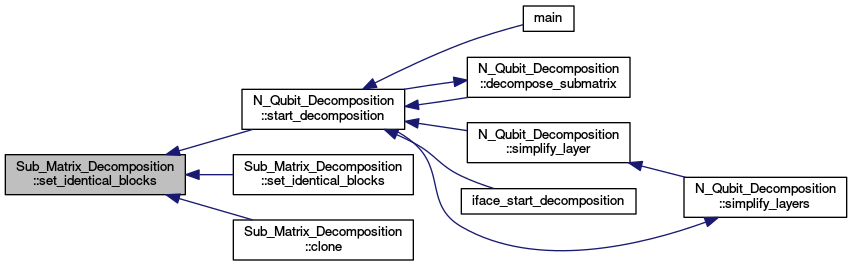 main
N_Qubit_Decomposition
::decompose_submatrix
N_Qubit_Decomposition
::start_decomposition
N_Qubit_Decomposition
::simplify_layer
Sub_Matrix_Decomposition
::set_identical_blocks
Sub_Matrix_Decomposition
::set_identical_blocks
iface_start_decomposition
N_Qubit_Decomposition
::simplify_layers
Sub_Matrix_Decomposition
::clone